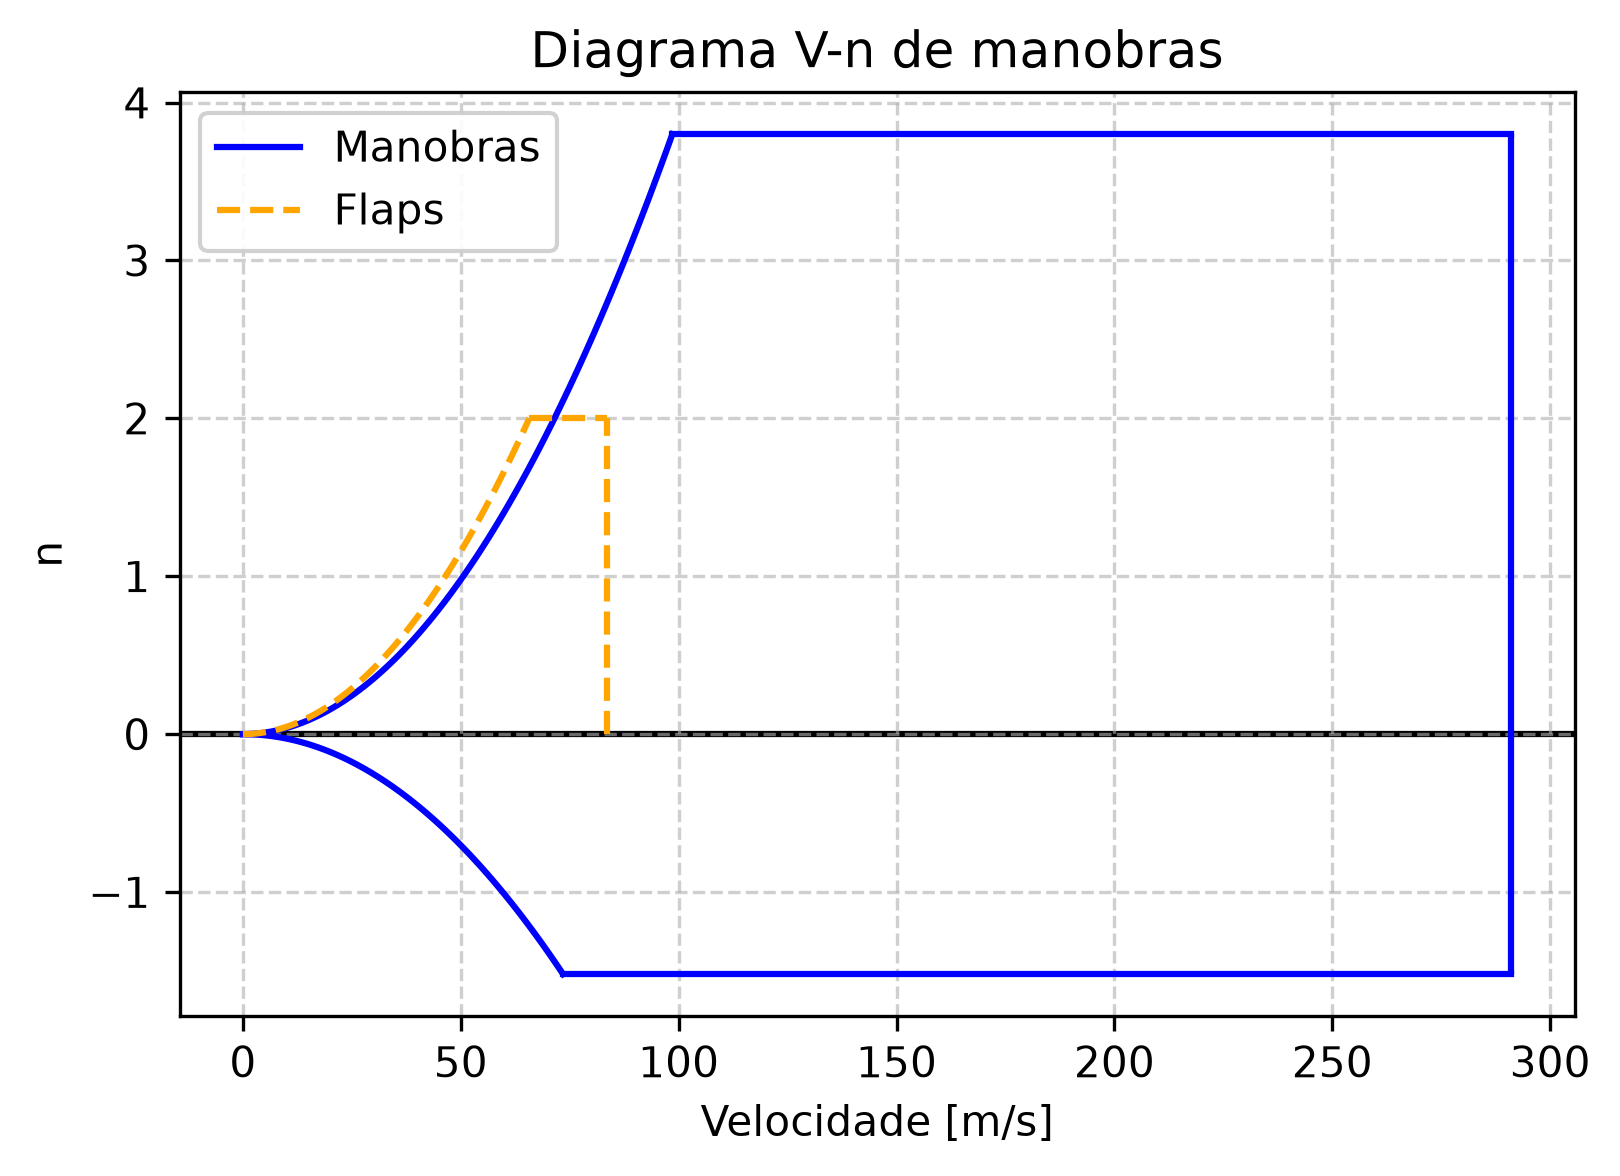 Diagrama V-n de manobras
Manobras
Flaps
4
3
2
1
0
−1
n
0 50 100 150 200 250 300
Velocidade [m/s]